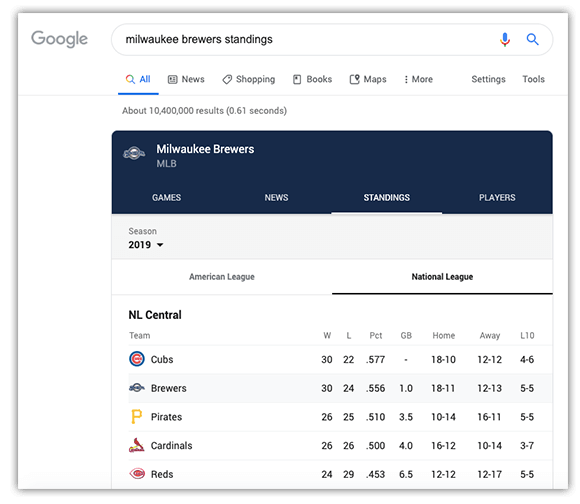 Google
milwaukee brewers standings
All News Shopping Books Maps More Settings Tools
About 10,400,000 results (0.61 seconds)
Milwaukee Brewers
MLB
GAMES NEWS STANDINGS PLAYERS
Season
2019
American League National League
NL Central
Team W L Pct GB Home Away L10
Cubs 30 22 .577 - 18-10 12-12 4-6
Brewers 30 24 .556 1.0 18-11 12-13 5-5
Pirates 26 25 .510 3.5 10-14 16-11 5-5
Cardinals 26 26 .500 4.0 16-12 10-14 3-7
Reds 24 29 .453 6.5 12-12 12-17 5-5